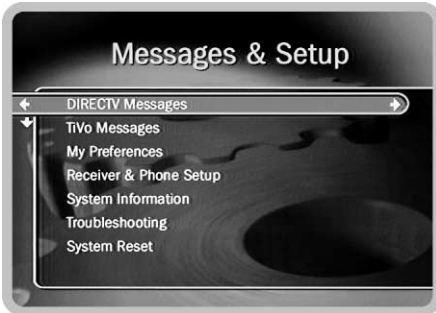 Messages & Setup
DIRECTV Messages
TiVo Messages
My Preferences
Receiver & Phone Setup
System Information
Troubleshooting
System Reset